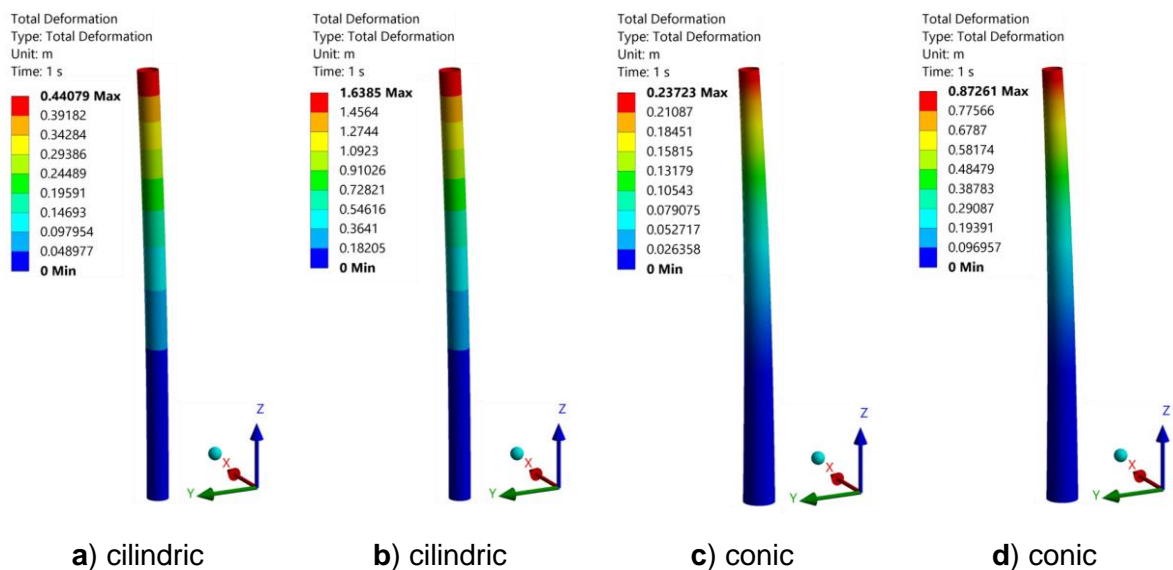 Total Deformation
Type: Total Deformation
Unit: m
Time: 1 s
0.44079 Max
0.39182
0.34284
0.29386
0.24489
0.19591
0.14693
0.097954
0.048977
0 Min
Z
X
Y
a) cilindric
Total Deformation
Type: Total Deformation
Unit: m
Time: 1 s
1.6385 Max
1.4564
1.2744
1.0923
0.91026
0.72821
0.54616
0.3641
0.18205
0 Min
Z
X
Y
b) cilindric
Total Deformation
Type: Total Deformation
Unit: m
Time: 1 s
0.23723 Max
0.21087
0.18451
0.15815
0.13179
0.10543
0.079075
0.052717
0.026358
0 Min
Z
X
Y
c) conic
Total Deformation
Type: Total Deformation
Unit: m
Time: 1 s
0.87261 Max
0.77566
0.6787
0.58174
0.48479
0.38783
0.29087
0.19391
0.096957
0 Min
Z
X
Y
d) conic